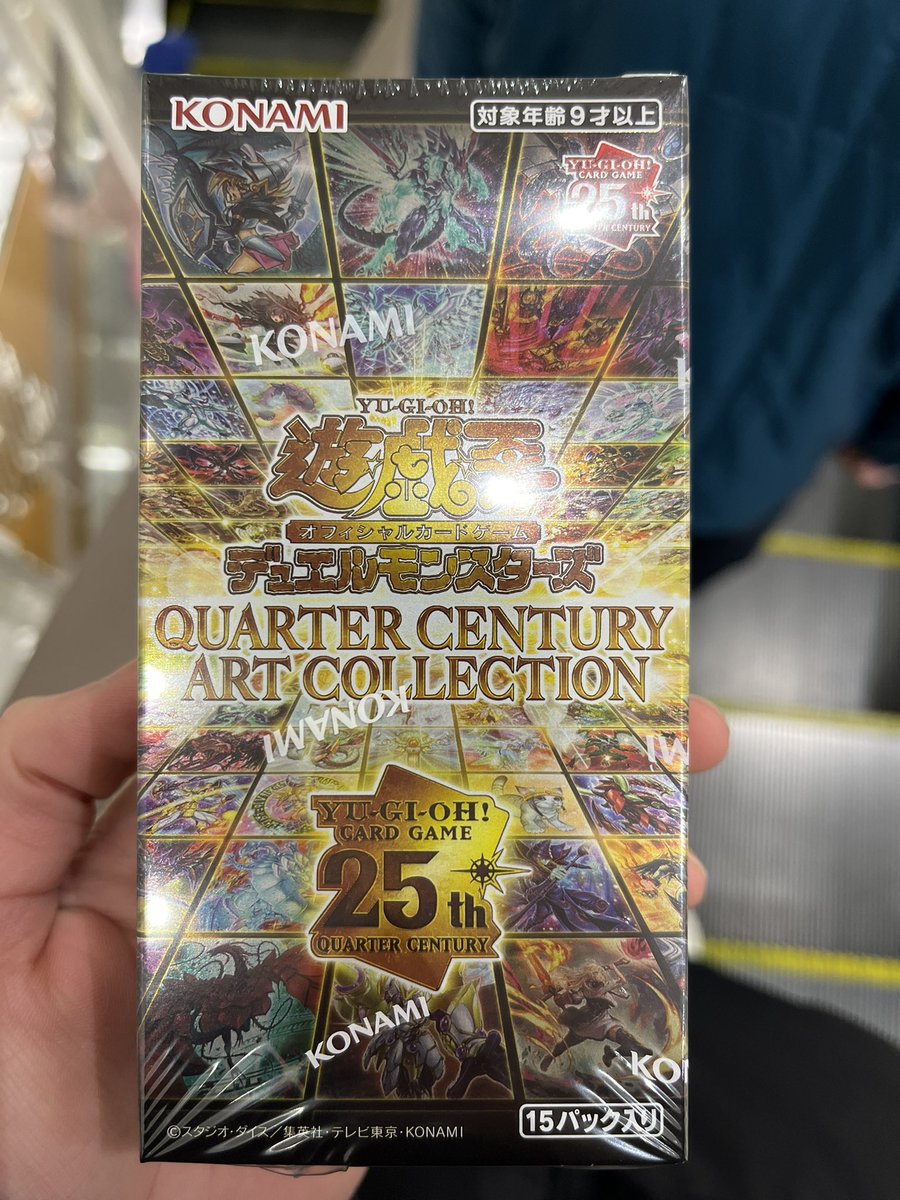 KONAMI
対象年齢9才以上
YU-GI-OH!
CARD GAME
25th
QUARTER CENTURY
KONAMI
YU-GI-OH!
遊☆戯☆王
オフィシャルカードゲーム
デュエルモンスターズ
QUARTER CENTURY
ART COLLECTION
KONAMI
KONAMI
MI
YU-GI-OH!
CARD GAME
25th
QUARTER CENTURY
KONAMI
KO
15パック入り
©スタジオ・ダイス/集英社・テレビ東京・KONAMI